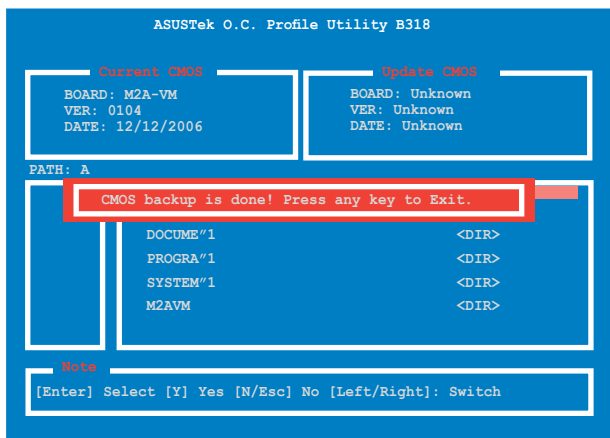 ASUSTek O.C. Profile Utility B318
Current CMOS
BOARD: M2A-VM
VER: 0104
DATE: 12/12/2006
Update CMOS
BOARD: Unknown
VER: Unknown
DATE: Unknown
PATH: A
CMOS backup is done! Press any key to Exit.
DOCUME"1 <DIR>
PROGRA"1 <DIR>
SYSTEM"1 <DIR>
M2AVM <DIR>
Note
[Enter] Select [Y] Yes [N/Esc] No [Left/Right]: Switch